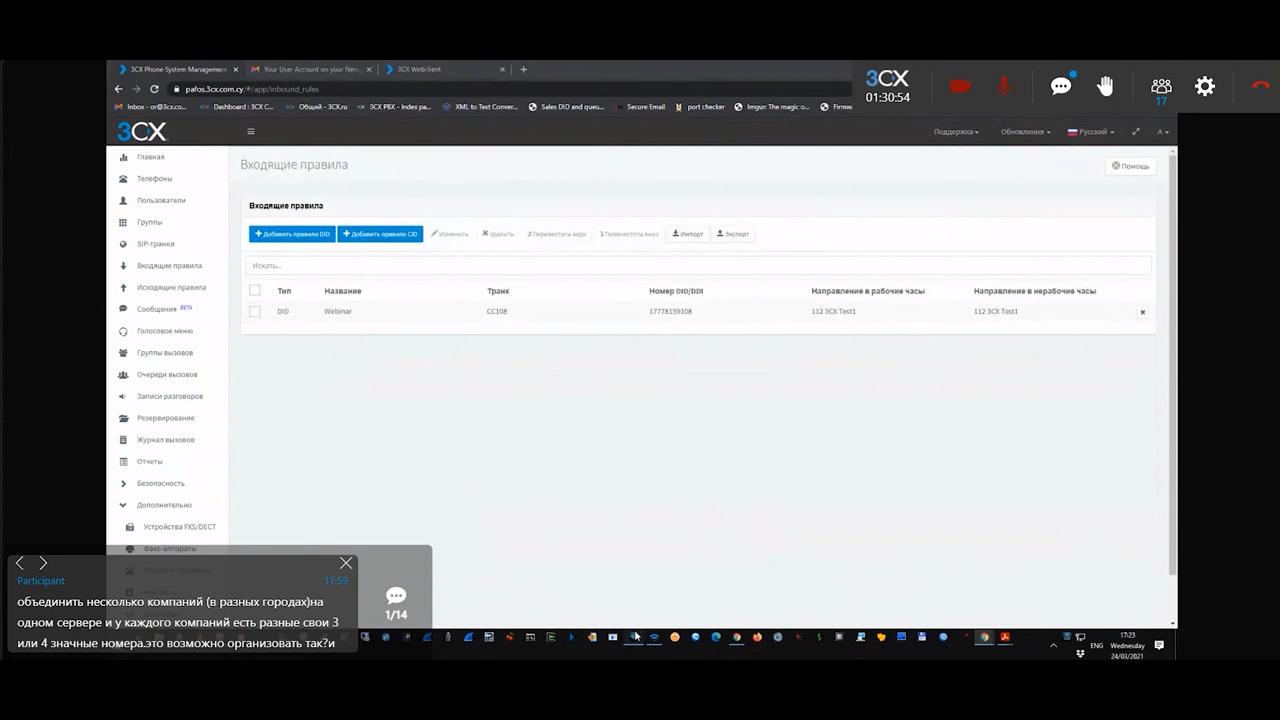 3CX Phone System Management
Your User Account on your New
3CX Webclient
3CX
01:30:54
17
pafos.3cx.com.cy/#/app/inbound_rules
Inbox - or@3cx.co...
Dashboard : 3CX C...
Общий - 3CX.ru
3CX PBX - Index pa...
XML to Text Conver...
Sales DID and queu...
Secure Email
port checker
Imgur: The magic o...
Firmw
3CX
Поддержка
Обновления
Русский
A
Главная
Телефоны
Пользователи
Группы
SIP-транки
Входящие правила
Исходящие правила
Сообщения BETA
Голосовое меню
Группы вызовов
Очереди вызовов
Записи разговоров
Резервирование
Журнал вызовов
Отчеты
Безопасность
Дополнительно
Устройства FXS/DECT
Факс-аппараты
Входящие правила
Помощь
Входящие правила
+ Добавить правило DID
+ Добавить правило CID
Изменить
Удалить
Переместить вверх
Переместить вниз
Импорт
Экспорт
Искать...
Тип Название Транк Номер DID/DDI Направление в рабочие часы Направление в нерабочие часы
DID Webinar CC108 17778159108 112 3CX Test1 112 3CX Test1
Participant 17:59
объединить несколько компаний (в разных городах)на
одном сервере и у каждого компаний есть разные свои 3
или 4 значные номера.это возможно организовать так?и
1/14
ENG
17:23
Wednesday
24/03/2021